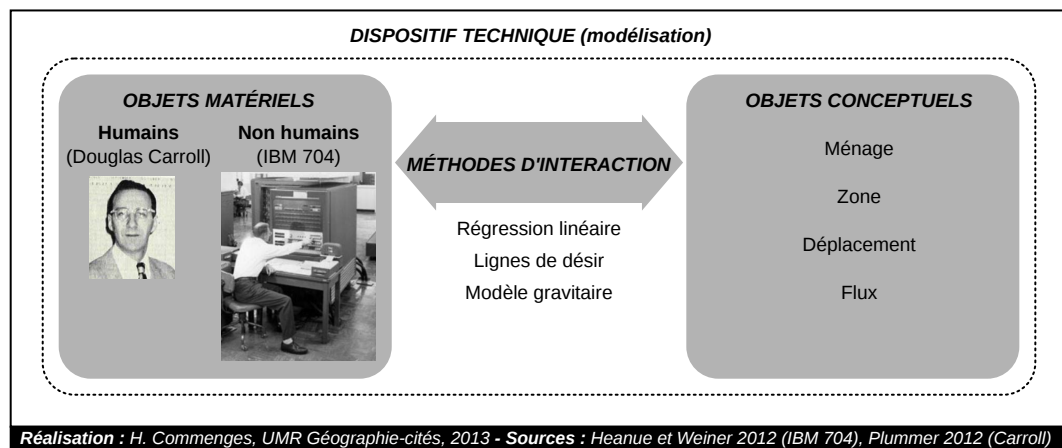 DISPOSITIF TECHNIQUE (modélisation)
OBJETS MATÉRIELS
Humains
(Douglas Carroll)
Non humains
(IBM 704)
MÉTHODES D'INTERACTION
Régression linéaire
Lignes de désir
Modèle gravitaire
OBJETS CONCEPTUELS
Ménage
Zone
Déplacement
Flux
Réalisation : H. Commenges, UMR Géographie-cités, 2013 - Sources : Heanue et Weiner 2012 (IBM 704), Plummer 2012 (Carroll)